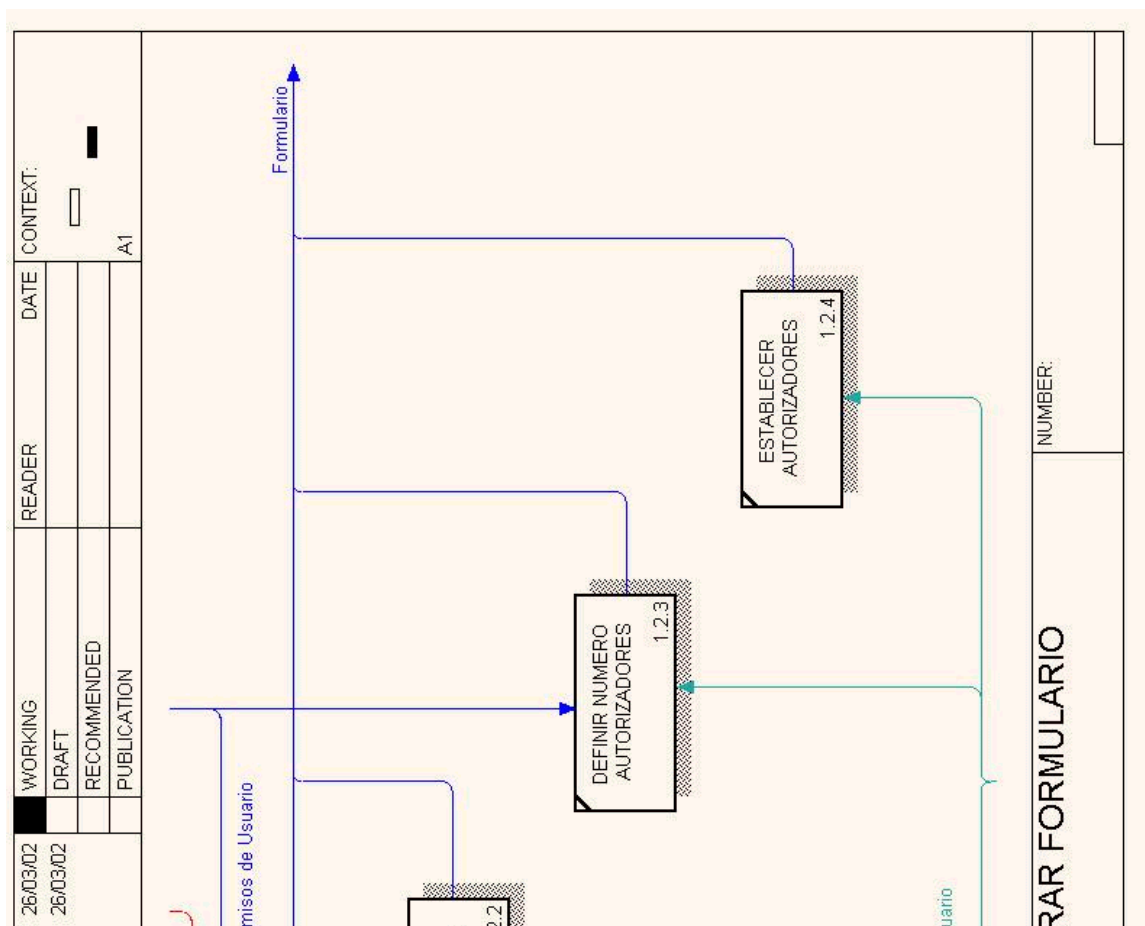 26/03/02 WORKING READER DATE CONTEXT:
26/03/02 DRAFT
RECOMMENDED
PUBLICATION A1
misos de Usuario
Formulario
2.2
DEFINIR NUMERO
AUTORIZADORES
1.2.3
ESTABLECER
AUTORIZADORES
1.2.4
uario
RAR FORMULARIO
NUMBER: